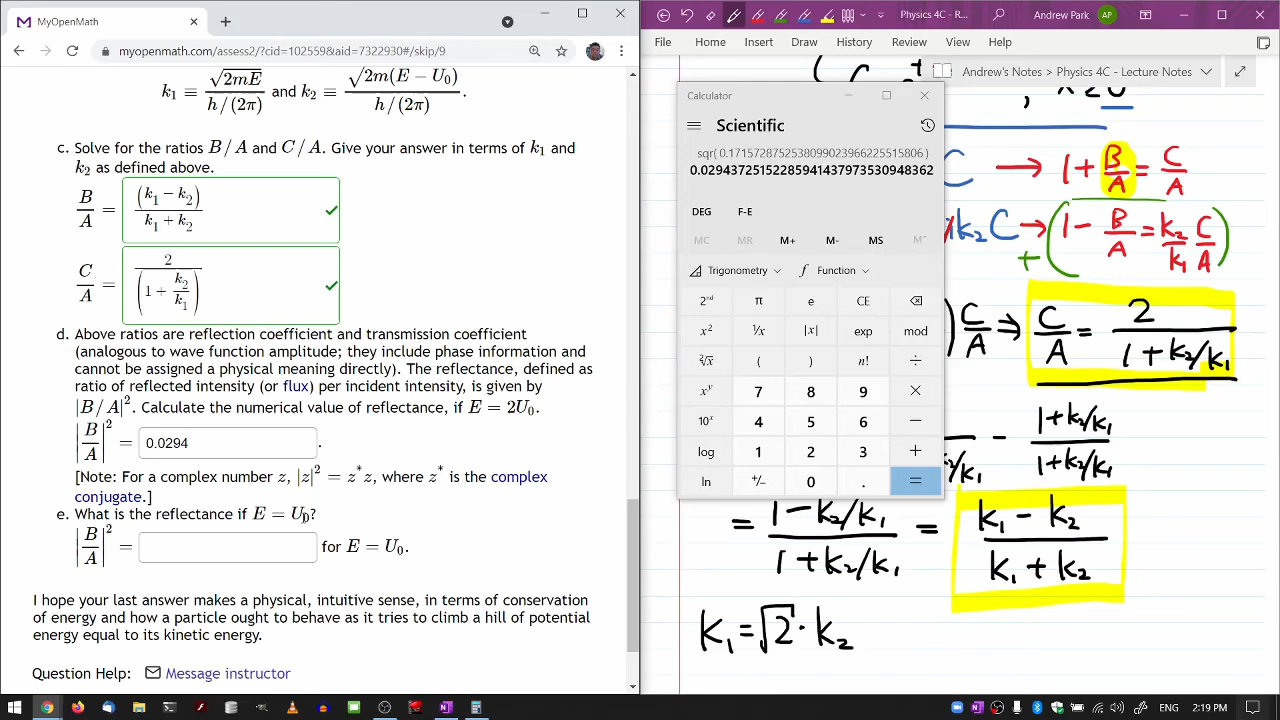 MyOpenMath
myopenmath.com/assess2/?cid=102559&aid=7322930#/skip/9
k₁ ≡ √2mE / h/(2π) and k₂ ≡ √2m(E − U₀) / h/(2π).
c. Solve for the ratios B/A and C/A. Give your answer in terms of k₁ and
k₂ as defined above.
B/A = (k₁ − k₂) / k₁ + k₂
C/A = 2 / (1 + k₂/k₁)
d. Above ratios are reflection coefficient and transmission coefficient
(analogous to wave function amplitude; they include phase information and
cannot be assigned a physical meaning directly). The reflectance, defined as
ratio of reflected intensity (or flux) per incident intensity, is given by
|B/A|². Calculate the numerical value of reflectance, if E = 2U₀.
|B/A|² = 0.0294 .
[Note: For a complex number z, |z|² = z*z, where z* is the complex
conjugate.]
e. What is the reflectance if E = U₀?
|B/A|² = for E = U₀.
I hope your last answer makes a physical, intuitive sense, in terms of conservation
of energy and how a particle ought to behave as it tries to climb a hill of potential
energy equal to its kinetic energy.
Question Help: Message instructor
Physics 4C - R... Andrew Park AP
File Home Insert Draw History Review View Help
Andrew's Notes > Physics 4C - Lecture Notes
Calculator
Scientific
sqr( 0.17157287525380990239662255158 06 )
0.02943725152285941437973530948362
DEG F-E
MC MR M+ M- MS M˅
Trigonometry Function
2ⁿᵈ π e CE
x² ¹/x |x| exp mod
²√x ( ) n! ÷
xʸ 7 8 9 ×
10ˣ 4 5 6 −
log 1 2 3 +
ln +/− 0 . =
C → 1 + B/A = C/A
k₂C → (1 − B/A = k₂/k₁ C/A)
+
) C/A ⇒ C/A = 2 / 1 + k₂/k₁
− 1 + k₂/k₁ / 1 + k₂/k₁
= 1 − k₂/k₁ / 1 + k₂/k₁ = k₁ − k₂ / k₁ + k₂
k₁ = √2 · k₂
2:19 PM